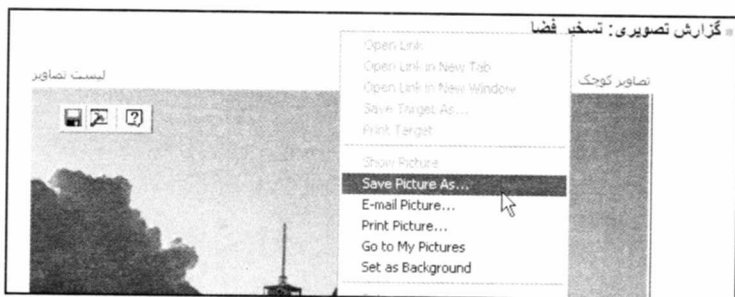 گزارش تصویری: تسخیر فضا
تصاویر کوچک
لیست تصاویر
Open Link
Open Link in New Tab
Open Link in New Window
Save Target As...
Print Target
Show Picture
Save Picture As...
E-mail Picture...
Print Picture...
Go to My Pictures
Set as Background